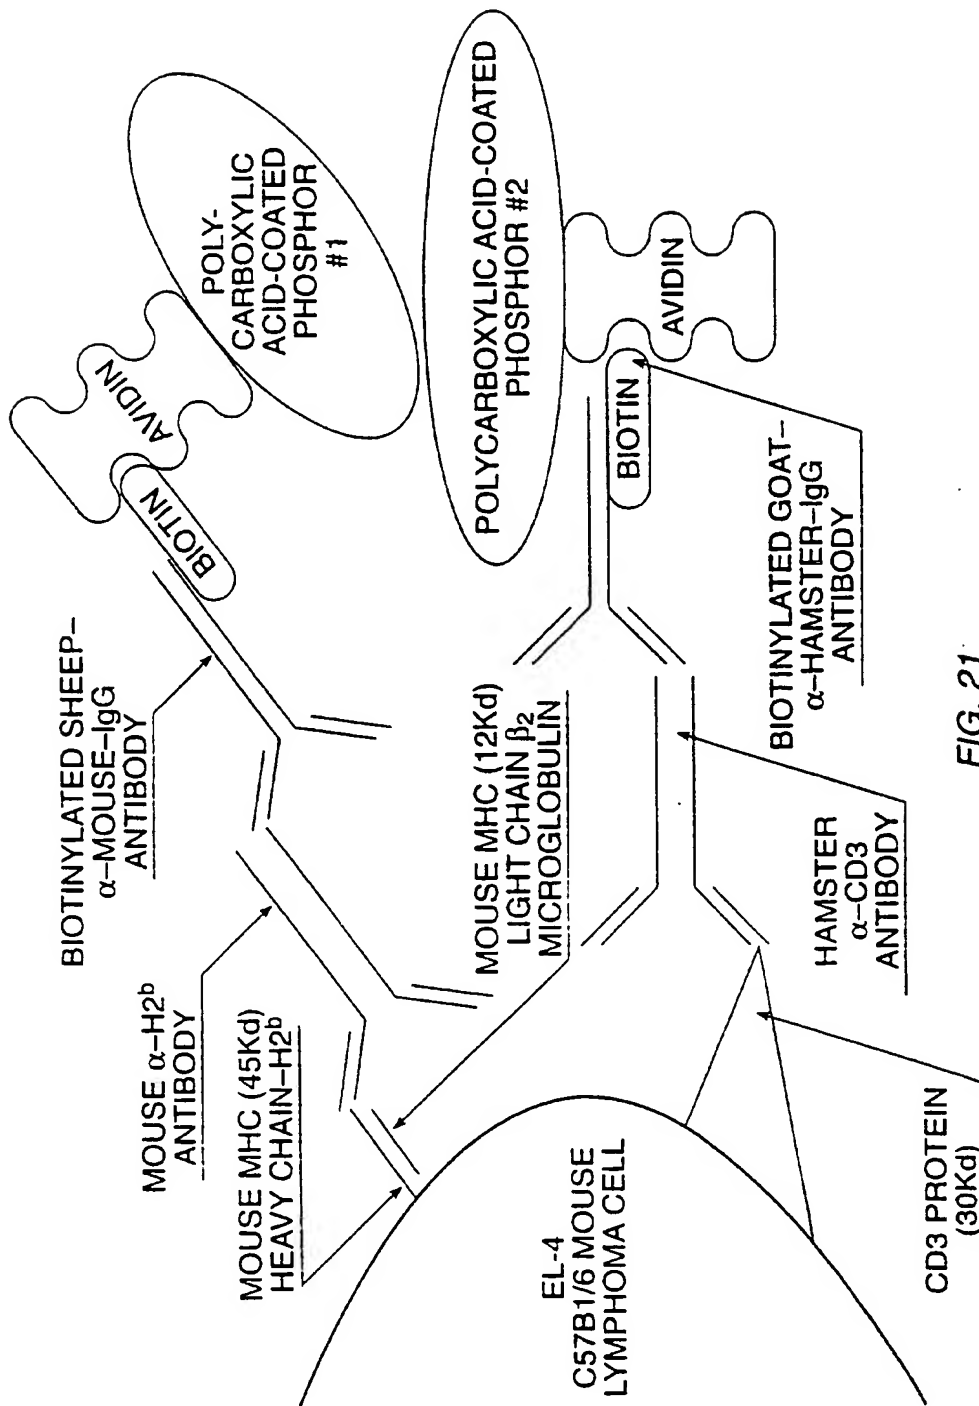 BIOTINYLATED SHEEP–
α–MOUSE–IgG
ANTIBODY
MOUSE α–H2ᵇ
ANTIBODY
MOUSE MHC (45Kd)
HEAVY CHAIN–H2ᵇ
EL-4
C57B1/6 MOUSE
LYMPHOMA CELL
CD3 PROTEIN
(30Kd)
AVIDIN
BIOTIN
POLY-
CARBOXYLIC
ACID-COATED
PHOSPHOR
#1
POLYCARBOXYLIC ACID-COATED
PHOSPHOR #2
AVIDIN
BIOTIN
MOUSE MHC (12Kd)
LIGHT CHAIN β₂
MICROGLOBULIN
BIOTINYLATED GOAT–
α–HAMSTER–IgG
ANTIBODY
HAMSTER
α–CD3
ANTIBODY
FIG. 21